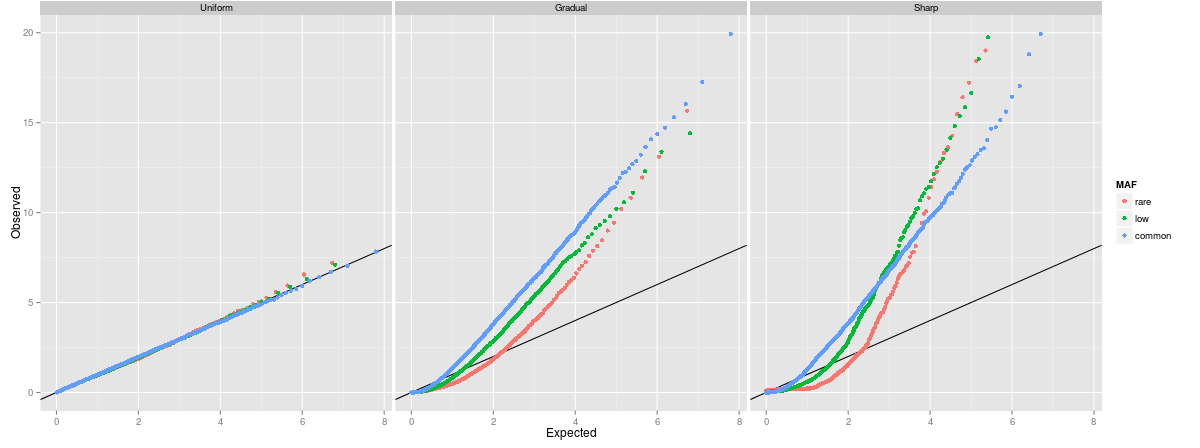 Uniform Gradual Sharp
20
15
10
5
0
Observed
0 2 4 6 8 0 2 4 6 8 0 2 4 6 8
Expected
MAF
rare
low
common